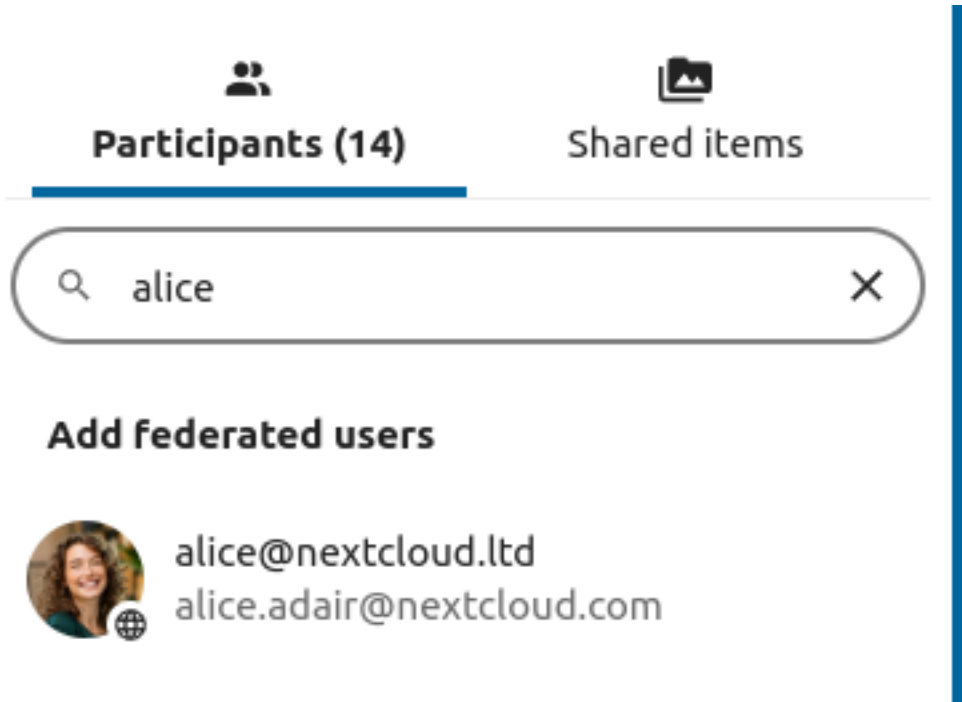 Participants (14)
Shared items
alice
Add federated users
alice@nextcloud.ltd
alice.adair@nextcloud.com